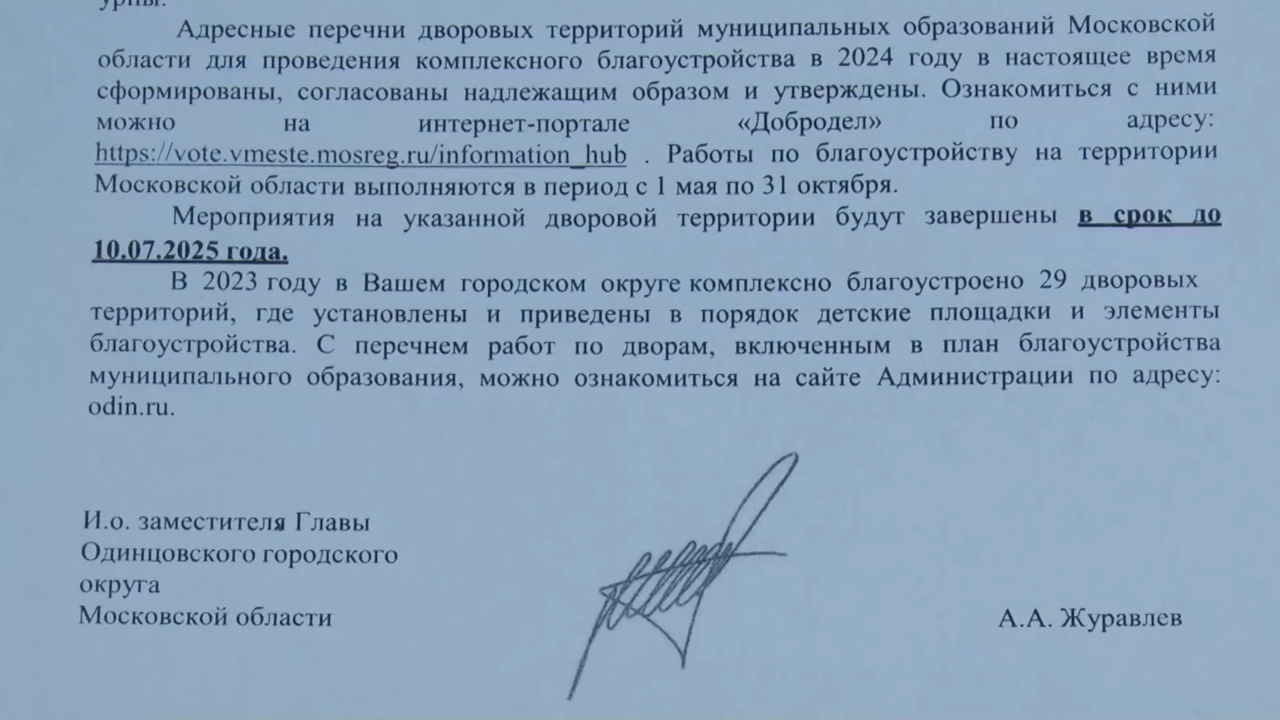 урны.
Адресные перечни дворовых территорий муниципальных образований Московской
области для проведения комплексного благоустройства в 2024 году в настоящее время
сформированы, согласованы надлежащим образом и утверждены. Ознакомиться с ними
можно на интернет-портале «Добродел» по адресу:
https://vote.vmeste.mosreg.ru/information_hub . Работы по благоустройству на территории
Московской области выполняются в период с 1 мая по 31 октября.
Мероприятия на указанной дворовой территории будут завершены в срок до
10.07.2025 года.
В 2023 году в Вашем городском округе комплексно благоустроено 29 дворовых
территорий, где установлены и приведены в порядок детские площадки и элементы
благоустройства. С перечнем работ по дворам, включенным в план благоустройства
муниципального образования, можно ознакомиться на сайте Администрации по адресу:
odin.ru.
И.о. заместителя Главы
Одинцовского городского
округа
Московской области
А.А. Журавлев